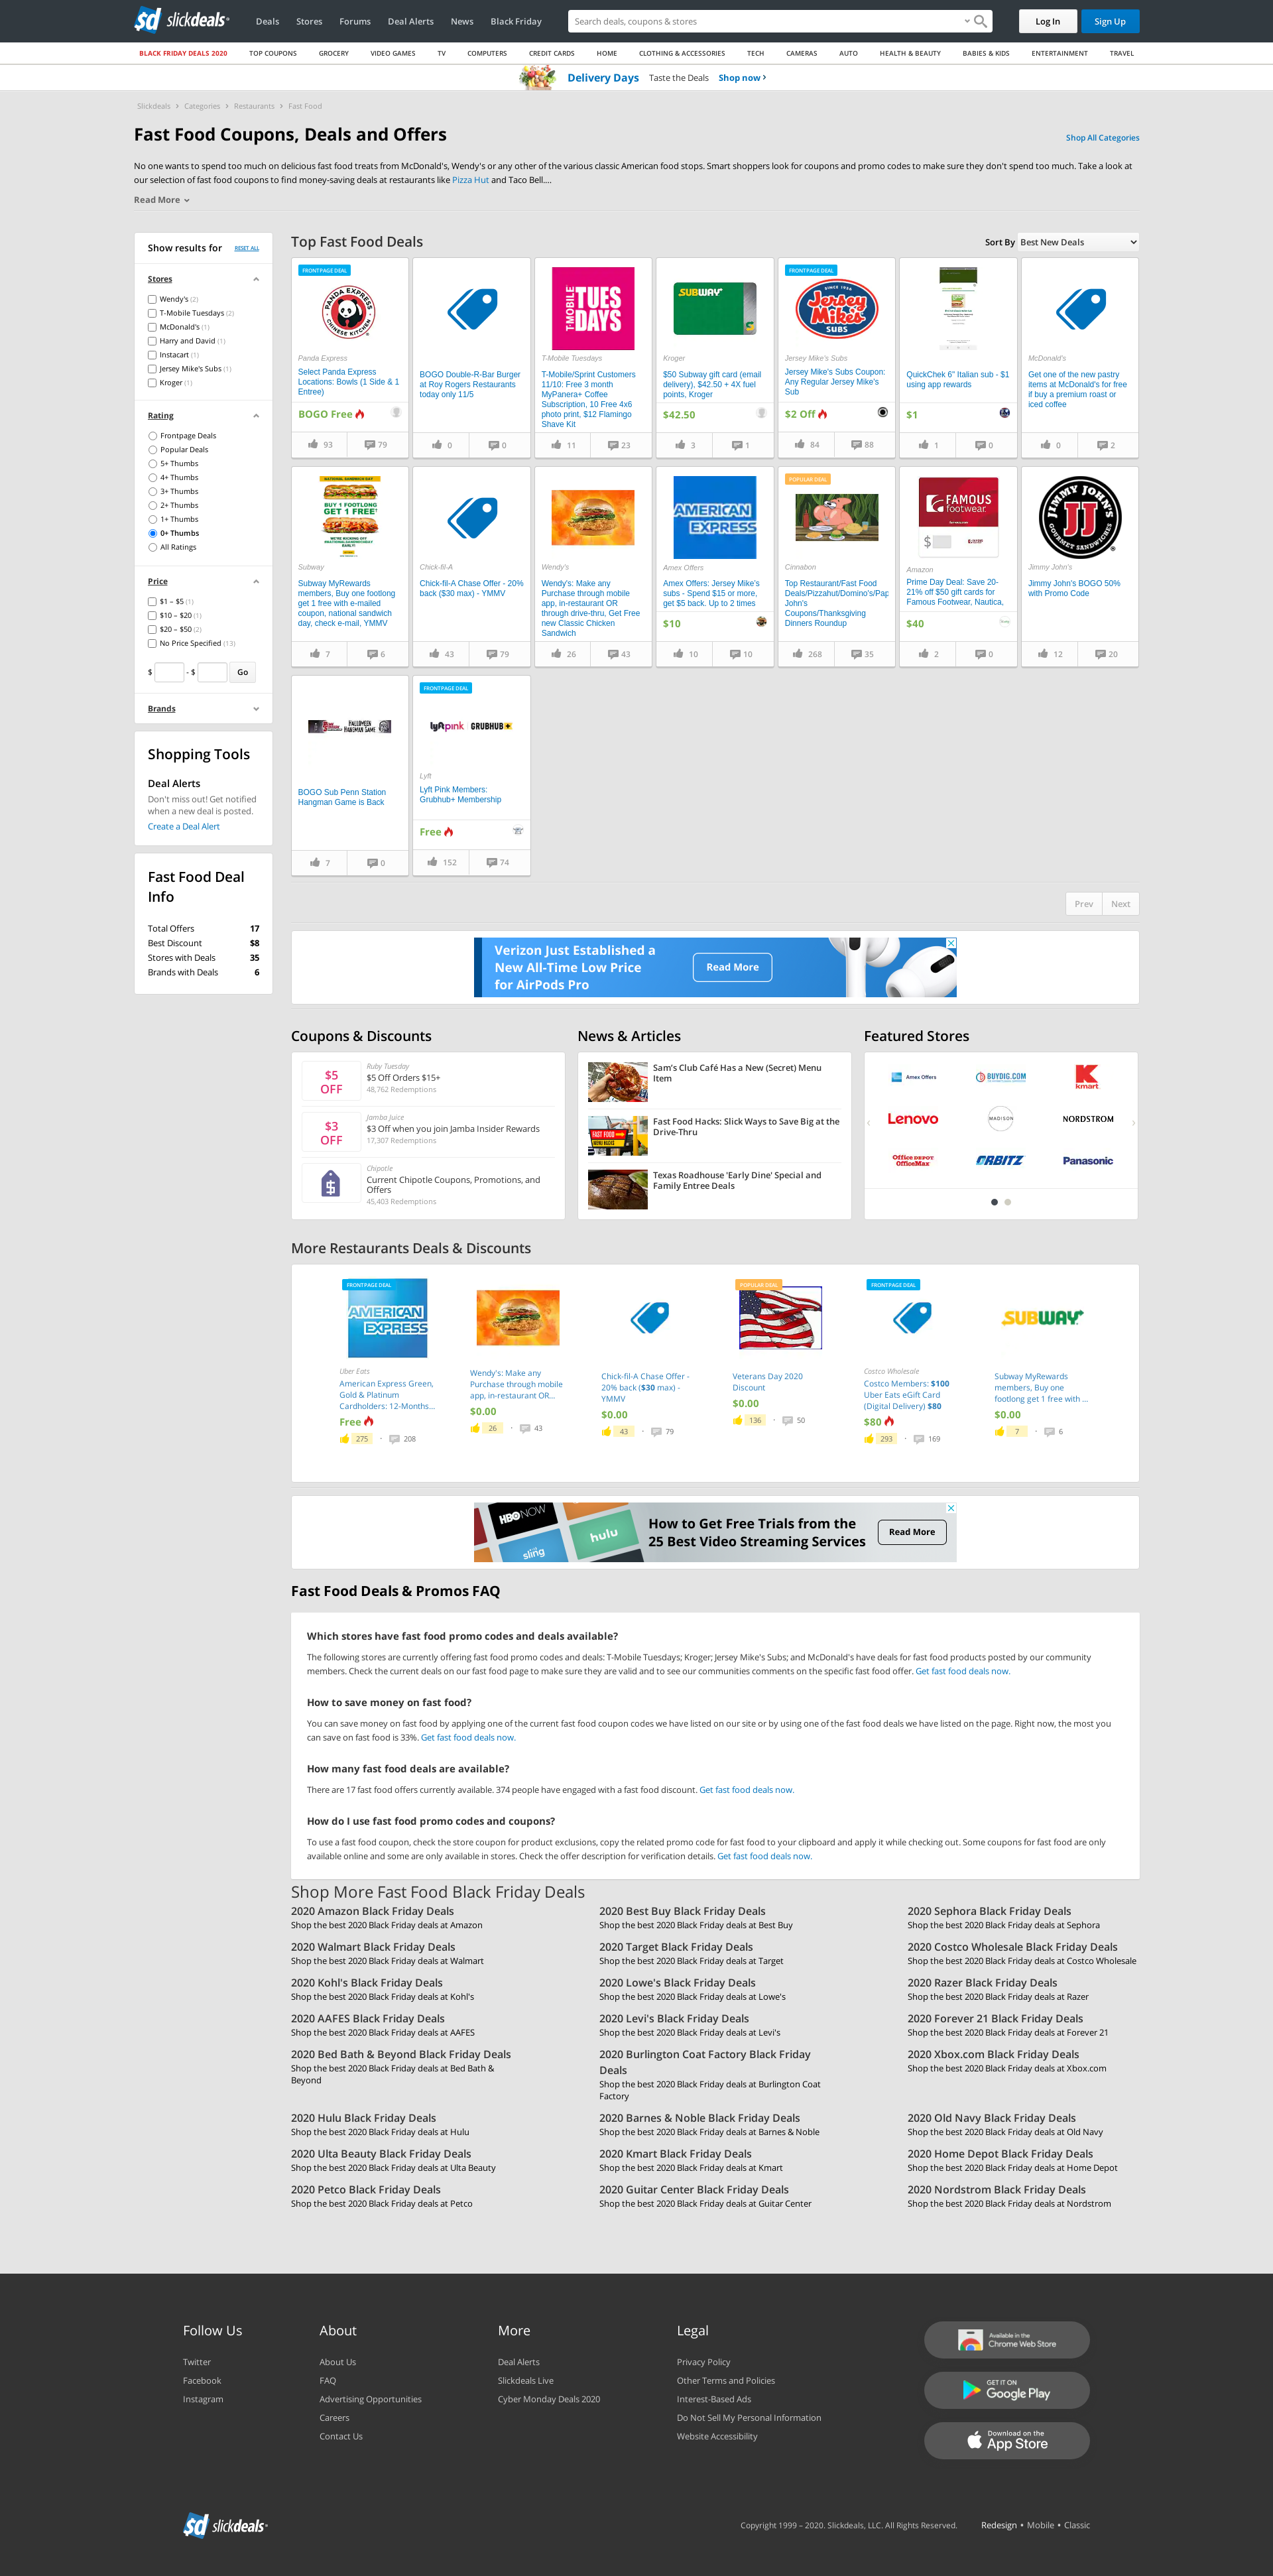 slickdeals
Deals
Stores
Forums
Deal Alerts
News
Black Friday
Search deals, coupons & stores
Log In
Sign Up
BLACK FRIDAY DEALS 2020
TOP COUPONS
GROCERY
VIDEO GAMES
TV
COMPUTERS
CREDIT CARDS
HOME
CLOTHING & ACCESSORIES
TECH
CAMERAS
AUTO
HEALTH & BEAUTY
BABIES & KIDS
ENTERTAINMENT
TRAVEL
Delivery Days Taste the Deals Shop now
Slickdeals > Categories > Restaurants > Fast Food
Fast Food Coupons, Deals and Offers
Shop All Categories
No one wants to spend too much on delicious fast food treats from McDonald's, Wendy's or any other of the various classic American food stops. Smart shoppers look for coupons and promo codes to make sure they don't spend too much. Take a look at
our selection of fast food coupons to find money-saving deals at restaurants like Pizza Hut and Taco Bell....
Read More
Show results for
RESET ALL
Stores
Wendy's (2)
T-Mobile Tuesdays (2)
McDonald's (1)
Harry and David (1)
Instacart (1)
Jersey Mike's Subs (1)
Kroger (1)
Rating
Frontpage Deals
Popular Deals
5+ Thumbs
4+ Thumbs
3+ Thumbs
2+ Thumbs
1+ Thumbs
0+ Thumbs
All Ratings
Price
$1 – $5 (1)
$10 – $20 (1)
$20 – $50 (2)
No Price Specified (13)
$ - $ Go
Brands
Shopping Tools
Deal Alerts
Don't miss out! Get notified
when a new deal is posted.
Create a Deal Alert
Fast Food Deal
Info
Total Offers 17
Best Discount $8
Stores with Deals 35
Brands with Deals 6
Top Fast Food Deals
Sort By Best New Deals
FRONTPAGE DEAL
PANDA EXPRESS
CHINESE KITCHEN
Panda Express
Select Panda Express
Locations: Bowls (1 Side & 1
Entree)
BOGO Free
93 79
BOGO Double-R-Bar Burger
at Roy Rogers Restaurants
today only 11/5
0 0
T-MOBILE TUESDAYS
T-Mobile Tuesdays
T-Mobile/Sprint Customers
11/10: Free 3 month
MyPanera+ Coffee
Subscription, 10 Free 4x6
photo print, $12 Flamingo
Shave Kit
11 23
SUBWAY
Kroger
$50 Subway gift card (email
delivery), $42.50 + 4X fuel
points, Kroger
$42.50
3 1
FRONTPAGE DEAL
SINCE 1956
Jersey Mike's
SUBS
Jersey Mike's Subs
Jersey Mike's Subs Coupon:
Any Regular Jersey Mike's
Sub
$2 Off
84 88
QuickChek 6" Italian sub - $1
using app rewards
$1
1 0
McDonald's
Get one of the new pastry
items at McDonald's for free
if buy a premium roast or
iced coffee
0 2
NATIONAL SANDWICH DAY
BUY 1 FOOTLONG
GET 1 FREE
Subway
Subway MyRewards
members, Buy one footlong
get 1 free with e-mailed
coupon, national sandwich
day, check e-mail, YMMV
7 6
Chick-fil-A
Chick-fil-A Chase Offer - 20%
back ($30 max) - YMMV
43 79
Wendy's
Wendy's: Make any
Purchase through mobile
app, in-restaurant OR
through drive-thru, Get Free
new Classic Chicken
Sandwich
26 43
AMERICAN EXPRESS
Amex Offers
Amex Offers: Jersey Mike's
subs - Spend $15 or more,
get $5 back. Up to 2 times
$10
10 10
POPULAR DEAL
Cinnabon
Top Restaurant/Fast Food
Deals/Pizzahut/Domino's/Pap
John's
Coupons/Thanksgiving
Dinners Roundup
268 35
FAMOUS
footwear
$
Amazon
Prime Day Deal: Save 20-
21% off $50 gift cards for
Famous Footwear, Nautica,
$40
2 0
JIMMY JOHN'S
JJ
GOURMET SANDWICHES
Jimmy John's
Jimmy John's BOGO 50%
with Promo Code
12 20
HALLOWEEN
HANGMAN GAME
BOGO Sub Penn Station
Hangman Game is Back
7 0
FRONTPAGE DEAL
lyft pink GRUBHUB+
Lyft
Lyft Pink Members:
Grubhub+ Membership
Free
152 74
Prev Next
Verizon Just Established a
New All-Time Low Price
for AirPods Pro
Read More
Coupons & Discounts
$5
OFF
Ruby Tuesday
$5 Off Orders $15+
48,762 Redemptions
$3
OFF
Jamba Juice
$3 Off when you join Jamba Insider Rewards
17,307 Redemptions
Chipotle
Current Chipotle Coupons, Promotions, and
Offers
45,403 Redemptions
News & Articles
Sam's Club Café Has a New (Secret) Menu
Item
FAST FOOD
MENU HACKS
Fast Food Hacks: Slick Ways to Save Big at the
Drive-Thru
Texas Roadhouse 'Early Dine' Special and
Family Entree Deals
Featured Stores
Amex Offers
BUYDIG.COM
kmart
Lenovo
MADISON
NORDSTROM
Office DEPOT
OfficeMax
ORBITZ
Panasonic
More Restaurants Deals & Discounts
FRONTPAGE DEAL
AMERICAN EXPRESS
Uber Eats
American Express Green,
Gold & Platinum
Cardholders: 12-Months...
Free
275 · 208
Wendy's: Make any
Purchase through mobile
app, in-restaurant OR...
$0.00
26 · 43
Chick-fil-A Chase Offer -
20% back ($30 max) -
YMMV
$0.00
43 · 79
POPULAR DEAL
Veterans Day 2020
Discount
$0.00
136 · 50
FRONTPAGE DEAL
Costco Wholesale
Costco Members: $100
Uber Eats eGift Card
(Digital Delivery) $80
$80
293 · 169
SUBWAY
Subway MyRewards
members, Buy one
footlong get 1 free with ...
$0.00
7 · 6
HBO NOW
hulu
sling
How to Get Free Trials from the
25 Best Video Streaming Services
Read More
Fast Food Deals & Promos FAQ
Which stores have fast food promo codes and deals available?
The following stores are currently offering fast food promo codes and deals: T-Mobile Tuesdays; Kroger; Jersey Mike's Subs; and McDonald's have deals for fast food products posted by our community
members. Check the current deals on our fast food page to make sure they are valid and to see our communities comments on the specific fast food offer. Get fast food deals now.
How to save money on fast food?
You can save money on fast food by applying one of the current fast food coupon codes we have listed on our site or by using one of the fast food deals we have listed on the page. Right now, the most you
can save on fast food is 33%. Get fast food deals now.
How many fast food deals are available?
There are 17 fast food offers currently available. 374 people have engaged with a fast food discount. Get fast food deals now.
How do I use fast food promo codes and coupons?
To use a fast food coupon, check the store coupon for product exclusions, copy the related promo code for fast food to your clipboard and apply it while checking out. Some coupons for fast food are only
available online and some are only available in stores. Check the offer description for verification details. Get fast food deals now.
Shop More Fast Food Black Friday Deals
2020 Amazon Black Friday Deals
Shop the best 2020 Black Friday deals at Amazon
2020 Best Buy Black Friday Deals
Shop the best 2020 Black Friday deals at Best Buy
2020 Sephora Black Friday Deals
Shop the best 2020 Black Friday deals at Sephora
2020 Walmart Black Friday Deals
Shop the best 2020 Black Friday deals at Walmart
2020 Target Black Friday Deals
Shop the best 2020 Black Friday deals at Target
2020 Costco Wholesale Black Friday Deals
Shop the best 2020 Black Friday deals at Costco Wholesale
2020 Kohl's Black Friday Deals
Shop the best 2020 Black Friday deals at Kohl's
2020 Lowe's Black Friday Deals
Shop the best 2020 Black Friday deals at Lowe's
2020 Razer Black Friday Deals
Shop the best 2020 Black Friday deals at Razer
2020 AAFES Black Friday Deals
Shop the best 2020 Black Friday deals at AAFES
2020 Levi's Black Friday Deals
Shop the best 2020 Black Friday deals at Levi's
2020 Forever 21 Black Friday Deals
Shop the best 2020 Black Friday deals at Forever 21
2020 Bed Bath & Beyond Black Friday Deals
Shop the best 2020 Black Friday deals at Bed Bath &
Beyond
2020 Burlington Coat Factory Black Friday
Deals
Shop the best 2020 Black Friday deals at Burlington Coat
Factory
2020 Xbox.com Black Friday Deals
Shop the best 2020 Black Friday deals at Xbox.com
2020 Hulu Black Friday Deals
Shop the best 2020 Black Friday deals at Hulu
2020 Barnes & Noble Black Friday Deals
Shop the best 2020 Black Friday deals at Barnes & Noble
2020 Old Navy Black Friday Deals
Shop the best 2020 Black Friday deals at Old Navy
2020 Ulta Beauty Black Friday Deals
Shop the best 2020 Black Friday deals at Ulta Beauty
2020 Kmart Black Friday Deals
Shop the best 2020 Black Friday deals at Kmart
2020 Home Depot Black Friday Deals
Shop the best 2020 Black Friday deals at Home Depot
2020 Petco Black Friday Deals
Shop the best 2020 Black Friday deals at Petco
2020 Guitar Center Black Friday Deals
Shop the best 2020 Black Friday deals at Guitar Center
2020 Nordstrom Black Friday Deals
Shop the best 2020 Black Friday deals at Nordstrom
Follow Us
Twitter
Facebook
Instagram
About
About Us
FAQ
Advertising Opportunities
Careers
Contact Us
More
Deal Alerts
Slickdeals Live
Cyber Monday Deals 2020
Legal
Privacy Policy
Other Terms and Policies
Interest-Based Ads
Do Not Sell My Personal Information
Website Accessibility
Available in the
Chrome Web Store
GET IT ON
Google Play
Download on the
App Store
slickdeals
Copyright 1999 – 2020. Slickdeals, LLC. All Rights Reserved.
Redesign • Mobile • Classic